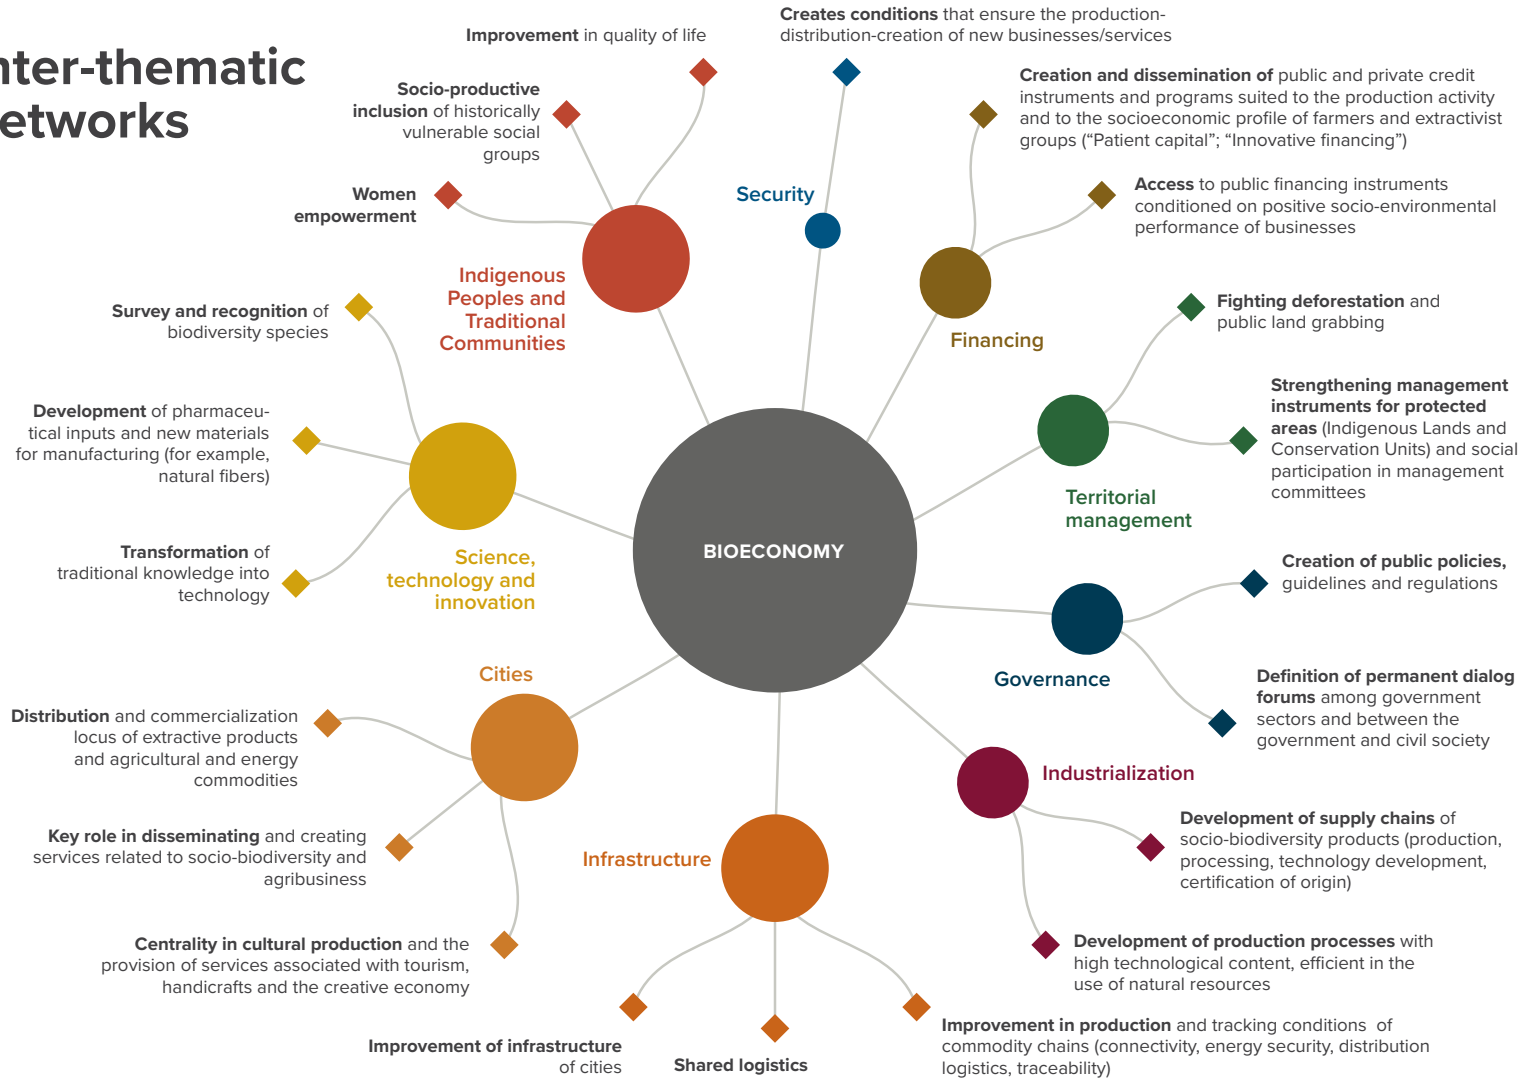 nter-thematic
etworks
Improvement in quality of life
Socio-productive
inclusion of historically
vulnerable social
groups
Women
empowerment
Indigenous
Peoples and
Traditional
Communities
Creates conditions that ensure the production-
distribution-creation of new businesses/services
Security
Creation and dissemination of public and private credit
instruments and programs suited to the production activity
and to the socioeconomic profile of farmers and extractivist
groups (“Patient capital”; “Innovative financing”)
Access to public financing instruments
conditioned on positive socio-environmental
performance of businesses
Financing
Fighting deforestation and
public land grabbing
Strengthening management
instruments for protected
areas (Indigenous Lands and
Conservation Units) and social
participation in management
committees
Territorial
management
Survey and recognition of
biodiversity species
Development of pharmaceu-
tical inputs and new materials
for manufacturing (for example,
natural fibers)
Transformation of
traditional knowledge into
technology
Science,
technology and
innovation
BIOECONOMY
Creation of public policies,
guidelines and regulations
Governance
Definition of permanent dialog
forums among government
sectors and between the
government and civil society
Cities
Distribution and commercialization
locus of extractive products
and agricultural and energy
commodities
Key role in disseminating and creating
services related to socio-biodiversity and
agribusiness
Centrality in cultural production and the
provision of services associated with tourism,
handicrafts and the creative economy
Industrialization
Development of supply chains of
socio-biodiversity products (production,
processing, technology development,
certification of origin)
Development of production processes with
high technological content, efficient in the
use of natural resources
Infrastructure
Improvement of infrastructure
of cities
Shared logistics
Improvement in production and tracking conditions of
commodity chains (connectivity, energy security, distribution
logistics, traceability)